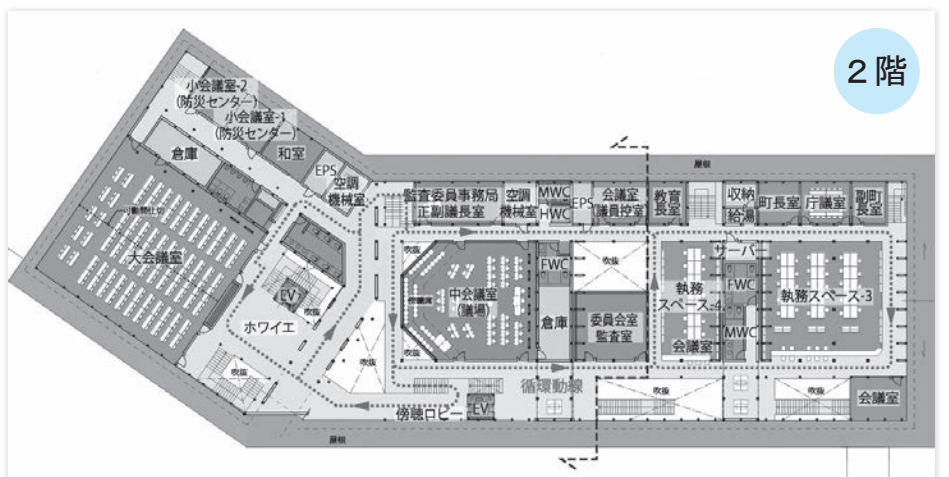 2階
小会議室-2
(防災センター)
小会議室-1
(防災センター)
倉庫
和室
EPS
空調
機械室
可動間仕切
大会議室
EV
吹抜
ホワイエ
吹抜
屋根
監査委員事務局
正副議長室
空調
機械室
MWC
HWC
EPS
会議室
(議員控室)
教育
長室
収納
給湯
町長室
庁議室
副町
長室
吹抜
傍聴席
吹抜
中会議室
(議場)
FWC
倉庫
吹抜
委員会室
監査室
執務
スペース-4
会議室
サーバ
FWC
MWC
執務スペース-3
循環動線
傍聴ロビー
EV
吹抜
吹抜
会議室
屋根